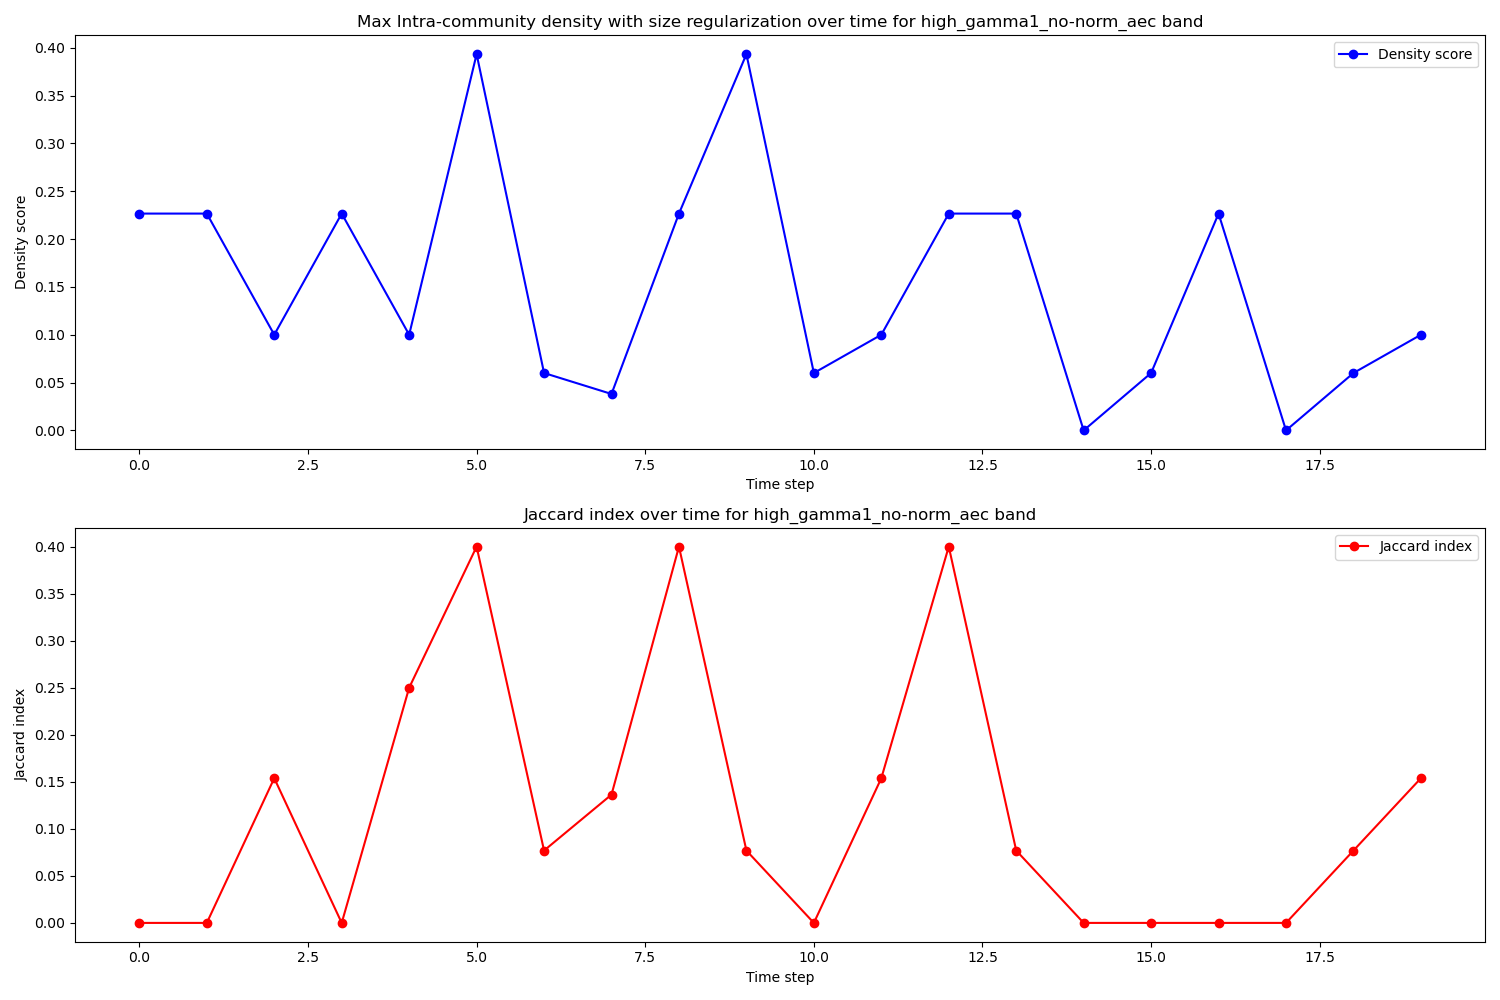 Max Intra-community density with size regularization over time for high_gamma1_no-norm_aec band
Density score
0.40
0.35
0.30
0.25
0.20
0.15
0.10
0.05
0.00
Density score
0.0 2.5 5.0 7.5 10.0 12.5 15.0 17.5
Time step
Jaccard index over time for high_gamma1_no-norm_aec band
Jaccard index
0.40
0.35
0.30
0.25
0.20
0.15
0.10
0.05
0.00
Jaccard index
0.0 2.5 5.0 7.5 10.0 12.5 15.0 17.5
Time step